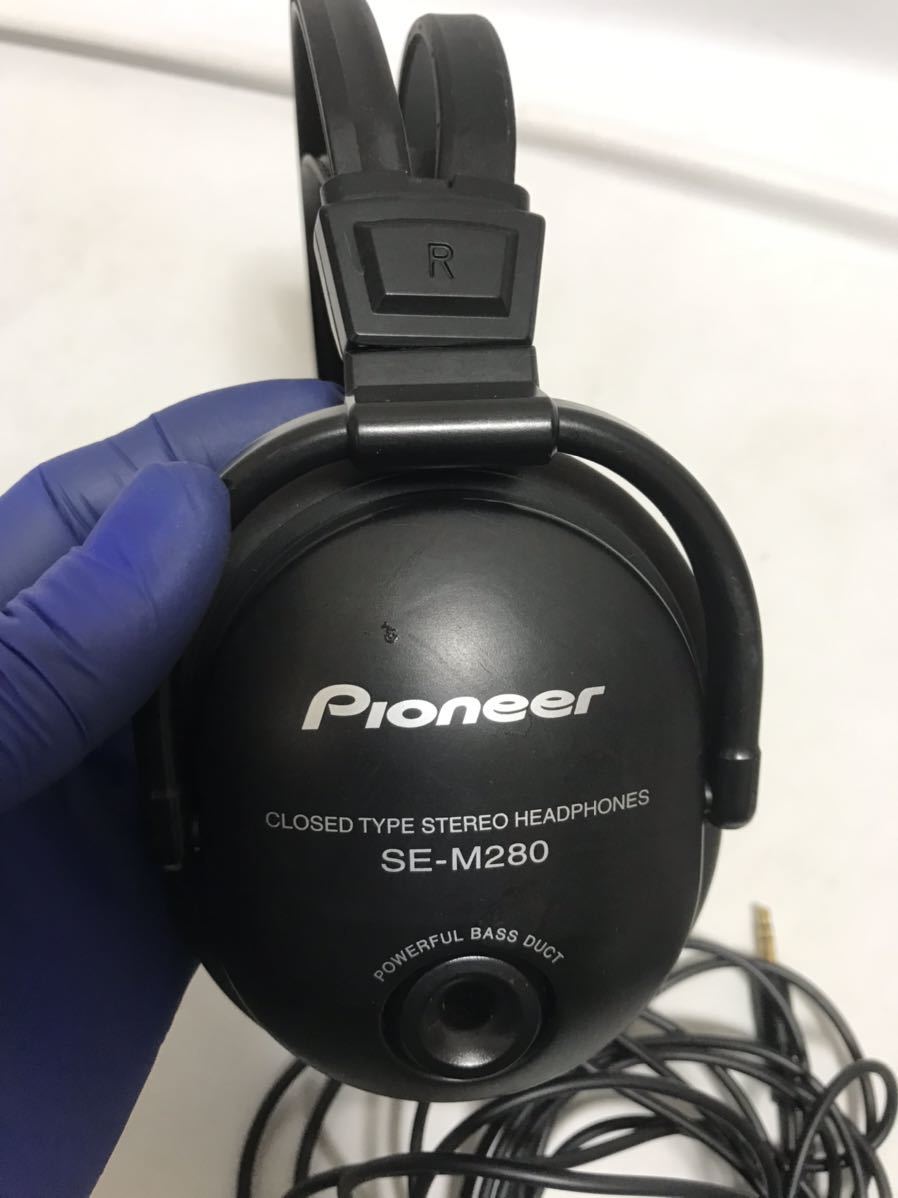 R
Pioneer
CLOSED TYPE STEREO HEADPHONES
SE-M280
POWERFUL BASS DUCT